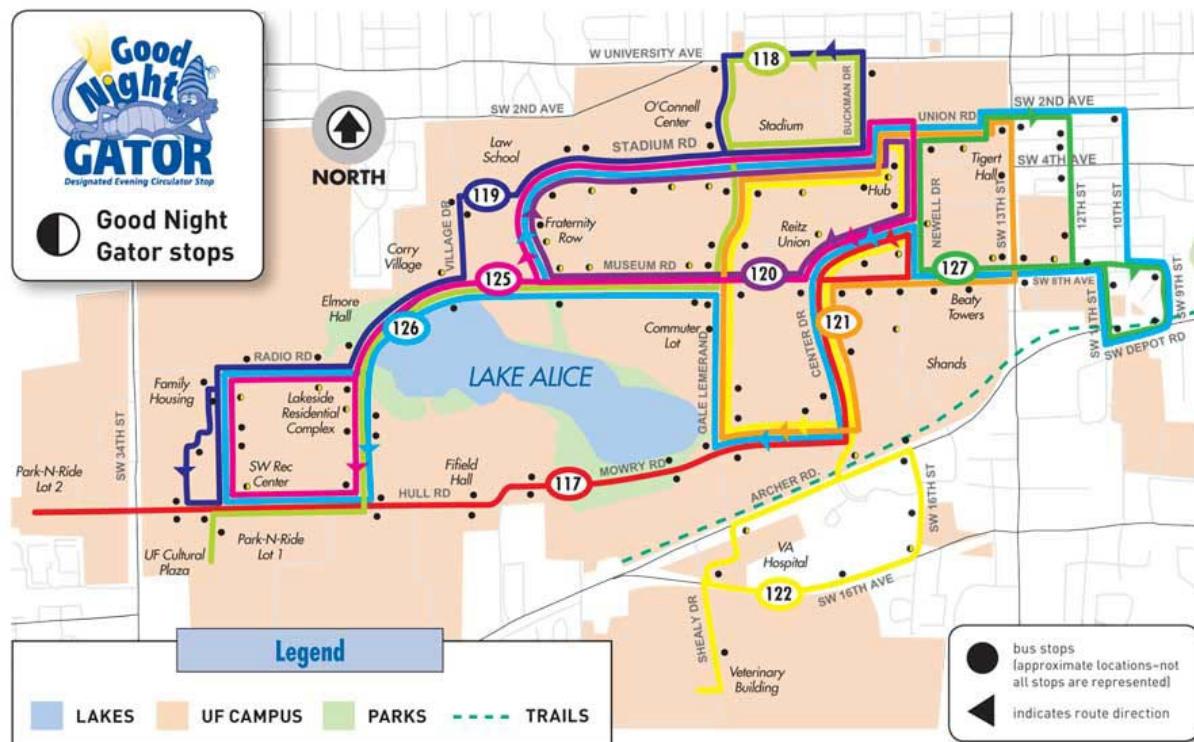 Good
Night
GATOR
Designated Evening Circulator Stop
Good Night
Gator stops
NORTH
W UNIVERSITY AVE
118
BUCKMAN DR
SW 2ND AVE
O'Connell
Center
Stadium
Law
School
STADIUM RD
UNION RD
SW 2ND AVE
Tigert
Hall
SW 4TH AVE
119
VILLAGE DR
Fraternity
Row
Hub
NEWELL DR
SW 13TH ST
12TH ST
10TH ST
Corry
Village
Reitz
Union
125
MUSEUM RD
120
127
SW 8TH AVE
SW 9TH ST
Elmore
Hall
126
Commuter
Lot
121
Beaty
Towers
SW 11TH ST
SW DEPOT RD
RADIO RD
LAKE ALICE
GALE LEMERAND
CENTER DR
Shands
Family
Housing
Lakeside
Residential
Complex
SW 34TH ST
Park-N-Ride
Lot 2
SW Rec
Center
Fifield
Hall
MOWRY RD
HULL RD
117
ARCHER RD.
SW 16TH ST
UF Cultural
Plaza
Park-N-Ride
Lot 1
VA
Hospital
122
SW 16TH AVE
SHEALY DR
Veterinary
Building
Legend
LAKES
UF CAMPUS
PARKS
TRAILS
bus stops
(approximate locations–not
all stops are represented)
indicates route direction